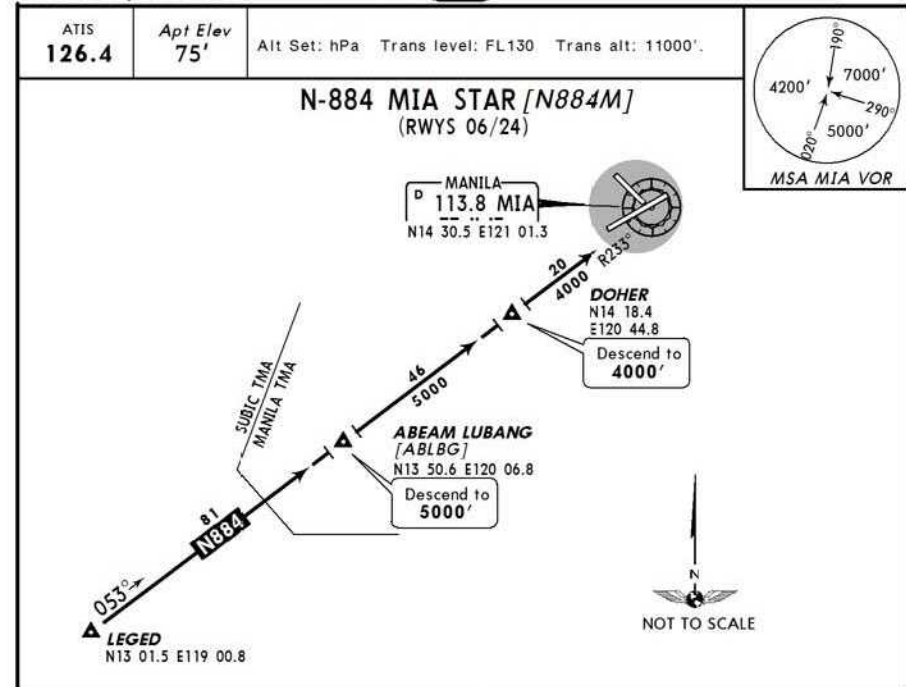 ATIS
126.4
Apt Elev
75'
Alt Set: hPa Trans level: FL130 Trans alt: 11000'.
190°
4200'
7000'
290°
020°
5000'
MSA MIA VOR
N-884 MIA STAR [N884M]
(RWYS 06/24)
MANILA
D 113.8 MIA
N14 30.5 E121 01.3
R233°
20
4000
DOHER
N14 18.4
E120 44.8
Descend to
4000'
46
5000
SUBIC TMA
MANILA TMA
ABEAM LUBANG
[ABLBG]
N13 50.6 E120 06.8
Descend to
5000'
81
N884
053°
LEGED
N13 01.5 E119 00.8
N
NOT TO SCALE